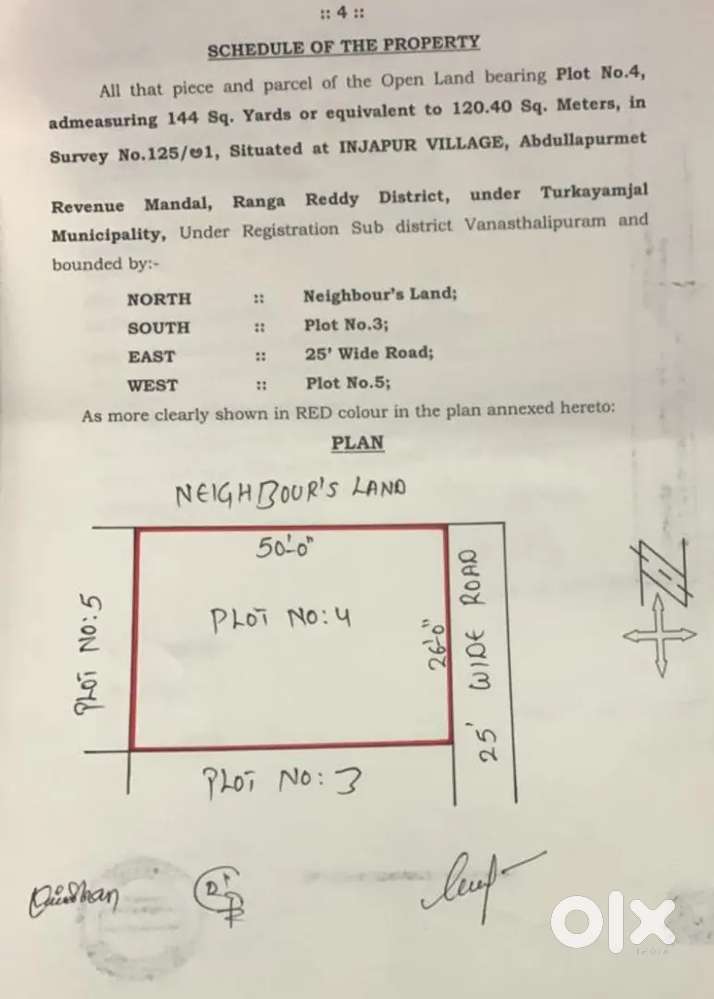 :: 4 ::
SCHEDULE OF THE PROPERTY
All that piece and parcel of the Open Land bearing Plot No.4,
admeasuring 144 Sq. Yards or equivalent to 120.40 Sq. Meters, in
Survey No.125/ఆ1, Situated at INJAPUR VILLAGE, Abdullapurmet
Revenue Mandal, Ranga Reddy District, under Turkayamjal
Municipality, Under Registration Sub district Vanasthalipuram and
bounded by:-
NORTH :: Neighbour's Land;
SOUTH :: Plot No.3;
EAST :: 25' Wide Road;
WEST :: Plot No.5;
As more clearly shown in RED colour in the plan annexed hereto:
PLAN
NEIGHBOUR'S LAND
50'-0"
PLOT NO:5
PLOT NO:4
26'-0"
25' WIDE ROAD
PLOT NO:3
olx